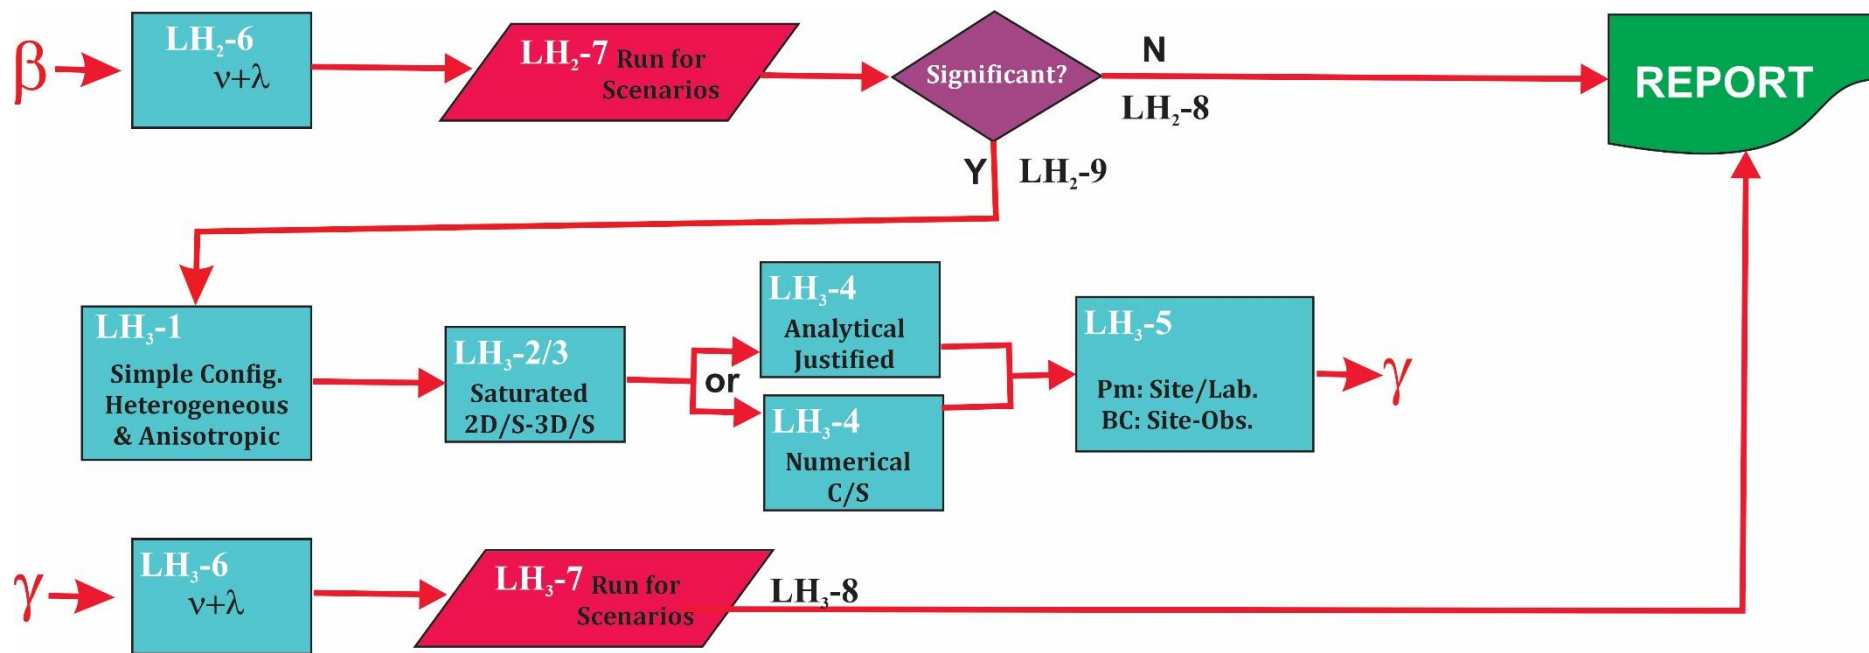 β
LH₂-6
ν+λ
LH₂-7 Run for
Scenarios
Significant?
N
LH₂-8
REPORT
Y
LH₂-9
LH₃-1
Simple Config.
Heterogeneous
& Anisotropic
LH₃-2/3
Saturated
2D/S-3D/S
or
LH₃-4
Analytical
Justified
LH₃-4
Numerical
C/S
LH₃-5
Pm: Site/Lab.
BC: Site-Obs.
γ
γ
LH₃-6
ν+λ
LH₃-7 Run for
Scenarios
LH₃-8